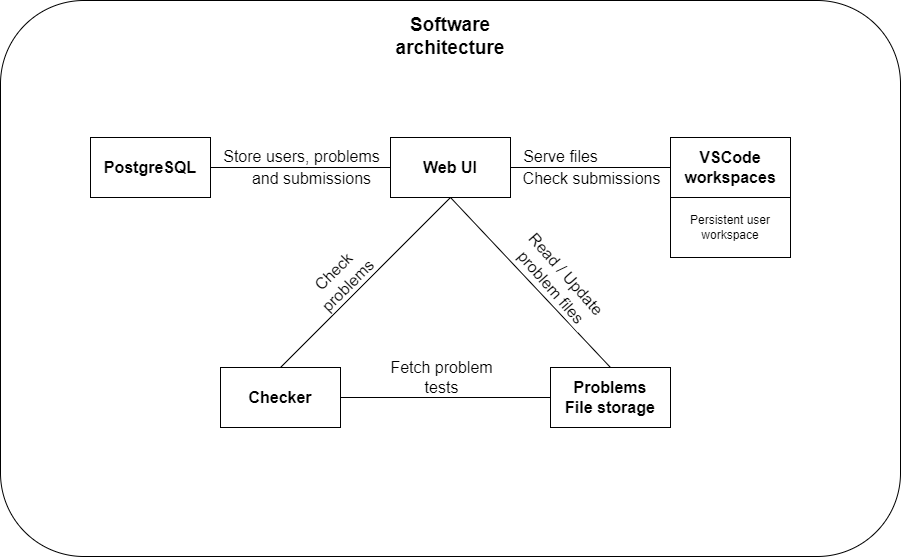 Software
architecture
PostgreSQL
Store users, problems
and submissions
Web UI
Serve files
Check submissions
VSCode
workspaces
Persistent user
workspace
Check
problems
Read / Update
problem files
Checker
Fetch problem
tests
Problems
File storage